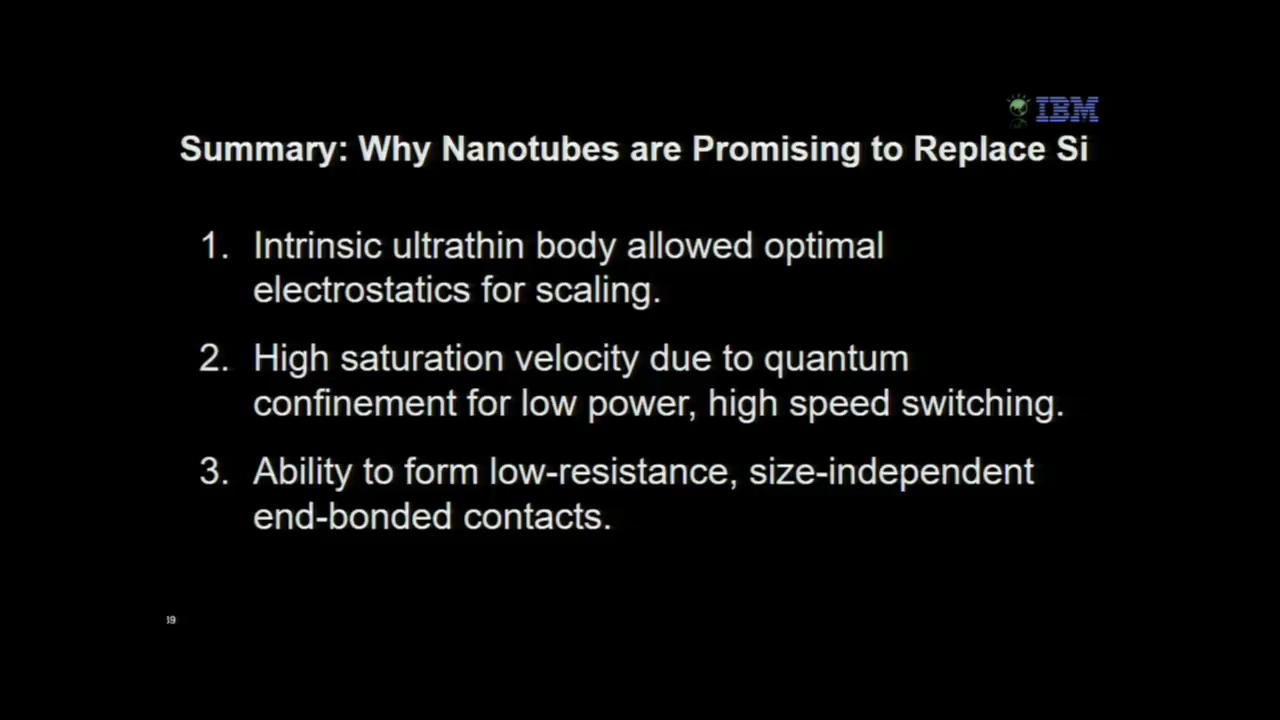 IBM
Summary: Why Nanotubes are Promising to Replace Si
1. Intrinsic ultrathin body allowed optimal
electrostatics for scaling.
2. High saturation velocity due to quantum
confinement for low power, high speed switching.
3. Ability to form low-resistance, size-independent
end-bonded contacts.
39